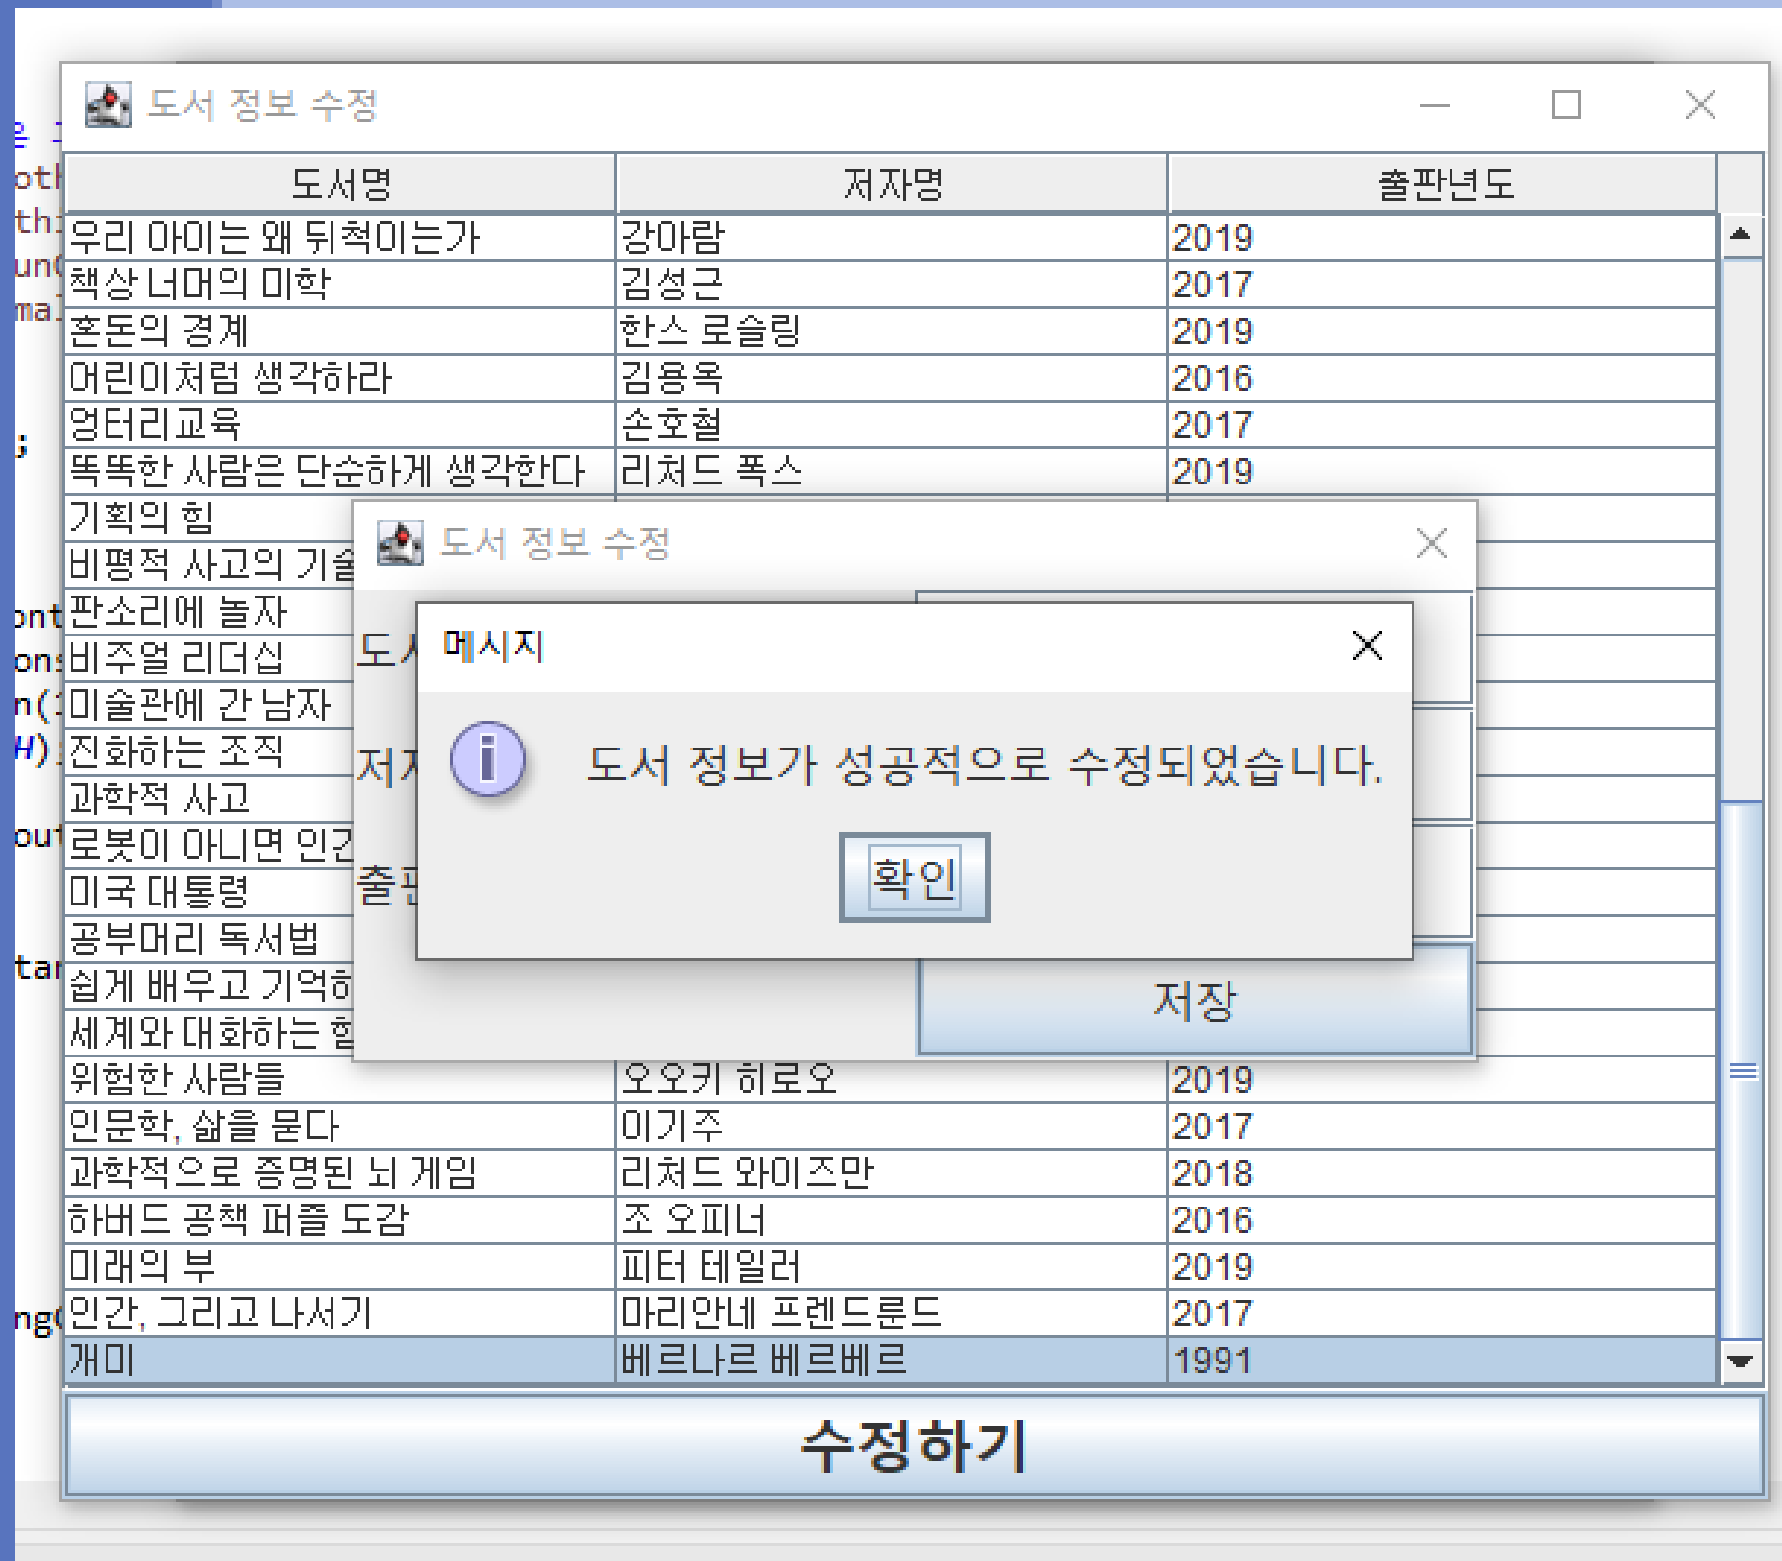 도서 정보 수정
도서명 저자명 출판년도
우리 아이는 왜 뒤척이는가 강아람 2019
책상 너머의 미학 김성근 2017
혼돈의 경계 한스 로슬링 2019
어린이처럼 생각하라 김용옥 2016
엉터리교육 손호철 2017
똑똑한 사람은 단순하게 생각한다 리처드 폭스 2019
기획의 힘
도서 정보 수정
비평적 사고의 기술
판소리에 놀자
비주얼 리더십
메시지
미술관에 간 남자
진화하는 조직
도서 정보가 성공적으로 수정되었습니다.
과학적 사고
로봇이 아니면 인간
미국 대통령
확인
공부머리 독서법
쉽게 배우고 기억하
세계와 대화하는
저장
위험한 사람들 오오키 히로오 2019
인문학, 삶을 묻다 이기주 2017
과학적으로 증명된 뇌 게임 리처드 와이즈만 2018
하버드 공책 퍼즐 도감 조 오피너 2016
미래의 부 피터 테일러 2019
인간, 그리고 나서기 마리안네 프렌드룬드 2017
개미 베르나르 베르베르 1991
수정하기